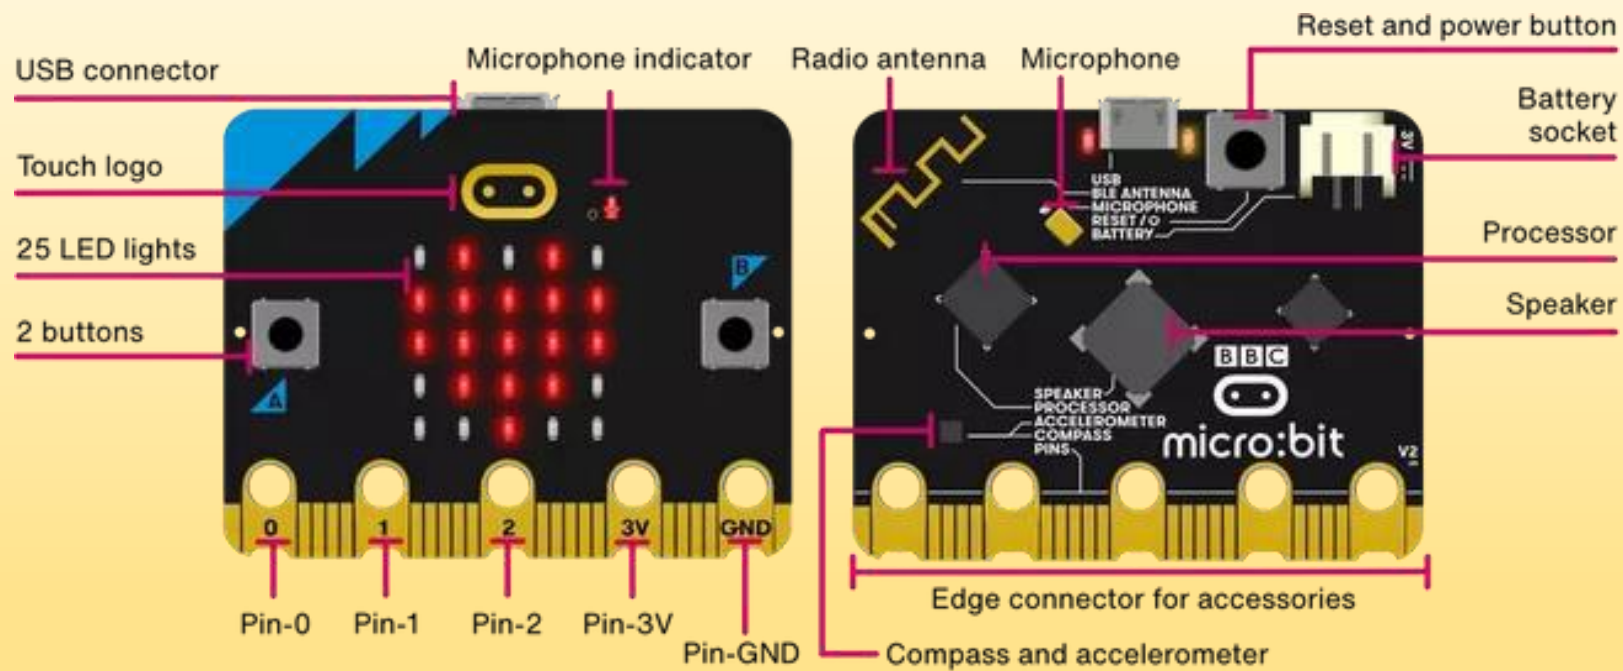 Reset and power button
USB connector
Microphone indicator
Radio antenna
Microphone
Battery
socket
Touch logo
25 LED lights
2 buttons
Processor
Speaker
B
A
3V
USB
BLE ANTENNA
MICROPHONE
RESET / ⏻
BATTERY
BBC
SPEAKER
PROCESSOR
ACCELEROMETER
COMPASS
PINS
micro:bit
V2
0 1 2 3V GND
Pin-0 Pin-1 Pin-2 Pin-3V
Pin-GND
Edge connector for accessories
Compass and accelerometer